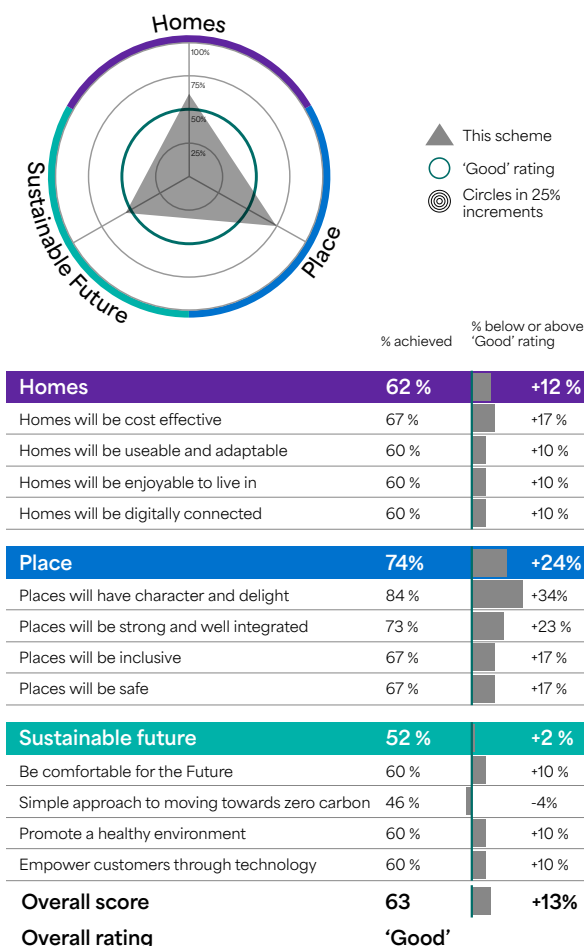 Homes
100%
75%
50%
25%
Sustainable Future
Place
This scheme
‘Good’ rating
Circles in 25%
increments
% achieved
% below or above
‘Good’ rating
Homes 62 % +12 %
Homes will be cost effective 67 % +17 %
Homes will be useable and adaptable 60 % +10 %
Homes will be enjoyable to live in 60 % +10 %
Homes will be digitally connected 60 % +10 %
Place 74% +24%
Places will have character and delight 84 % +34%
Places will be strong and well integrated 73 % +23 %
Places will be inclusive 67 % +17 %
Places will be safe 67 % +17 %
Sustainable future 52 % +2 %
Be comfortable for the Future 60 % +10 %
Simple approach to moving towards zero carbon 46 % -4%
Promote a healthy environment 60 % +10 %
Empower customers through technology 60 % +10 %
Overall score 63 +13%
Overall rating ‘Good’